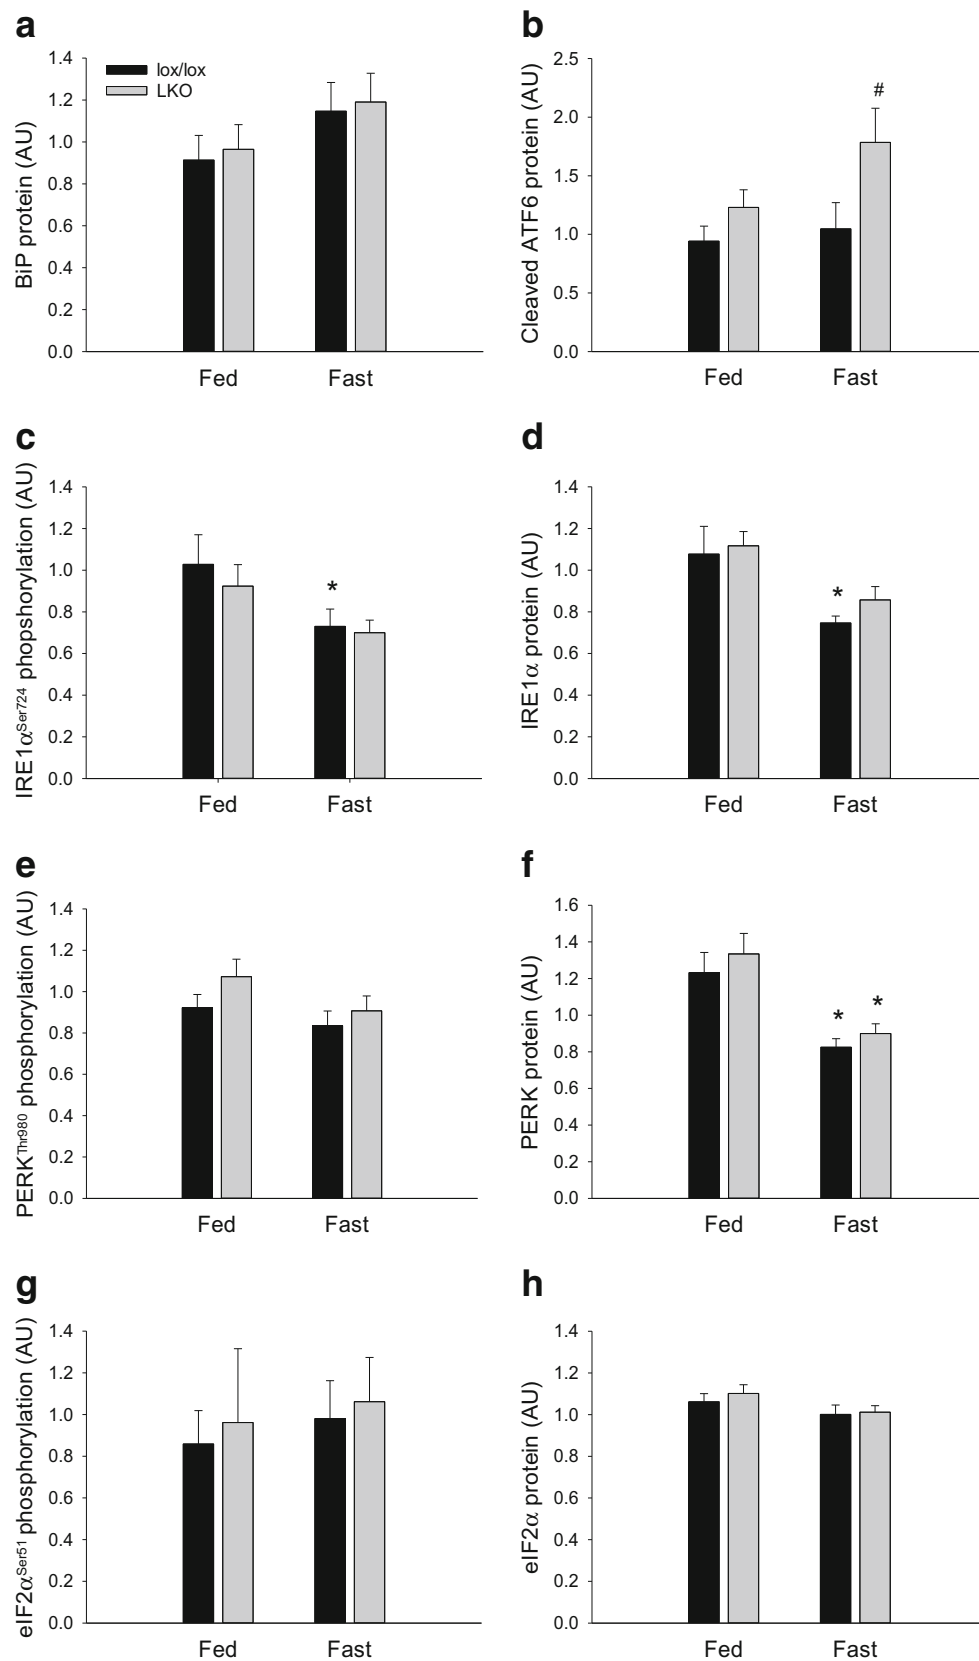 a
BiP protein (AU)
1.4
1.2
1.0
0.8
0.6
0.4
0.2
0.0
lox/lox
LKO
Fed Fast
b
Cleaved ATF6 protein (AU)
2.5
2.0
1.5
1.0
0.5
0.0
#
Fed Fast
c
IRE1α^Ser724 phopshorylation (AU)
1.4
1.2
1.0
0.8
0.6
0.4
0.2
0.0
*
Fed Fast
d
IRE1α protein (AU)
1.4
1.2
1.0
0.8
0.6
0.4
0.2
0.0
*
Fed Fast
e
PERK^Thr980 phosphorylation (AU)
1.4
1.2
1.0
0.8
0.6
0.4
0.2
0.0
Fed Fast
f
PERK protein (AU)
1.6
1.4
1.2
1.0
0.8
0.6
0.4
0.2
0.0
* *
Fed Fast
g
eIF2α^Ser51 phosphorylation (AU)
1.4
1.2
1.0
0.8
0.6
0.4
0.2
0.0
Fed Fast
h
eIF2α protein (AU)
1.4
1.2
1.0
0.8
0.6
0.4
0.2
0.0
Fed Fast